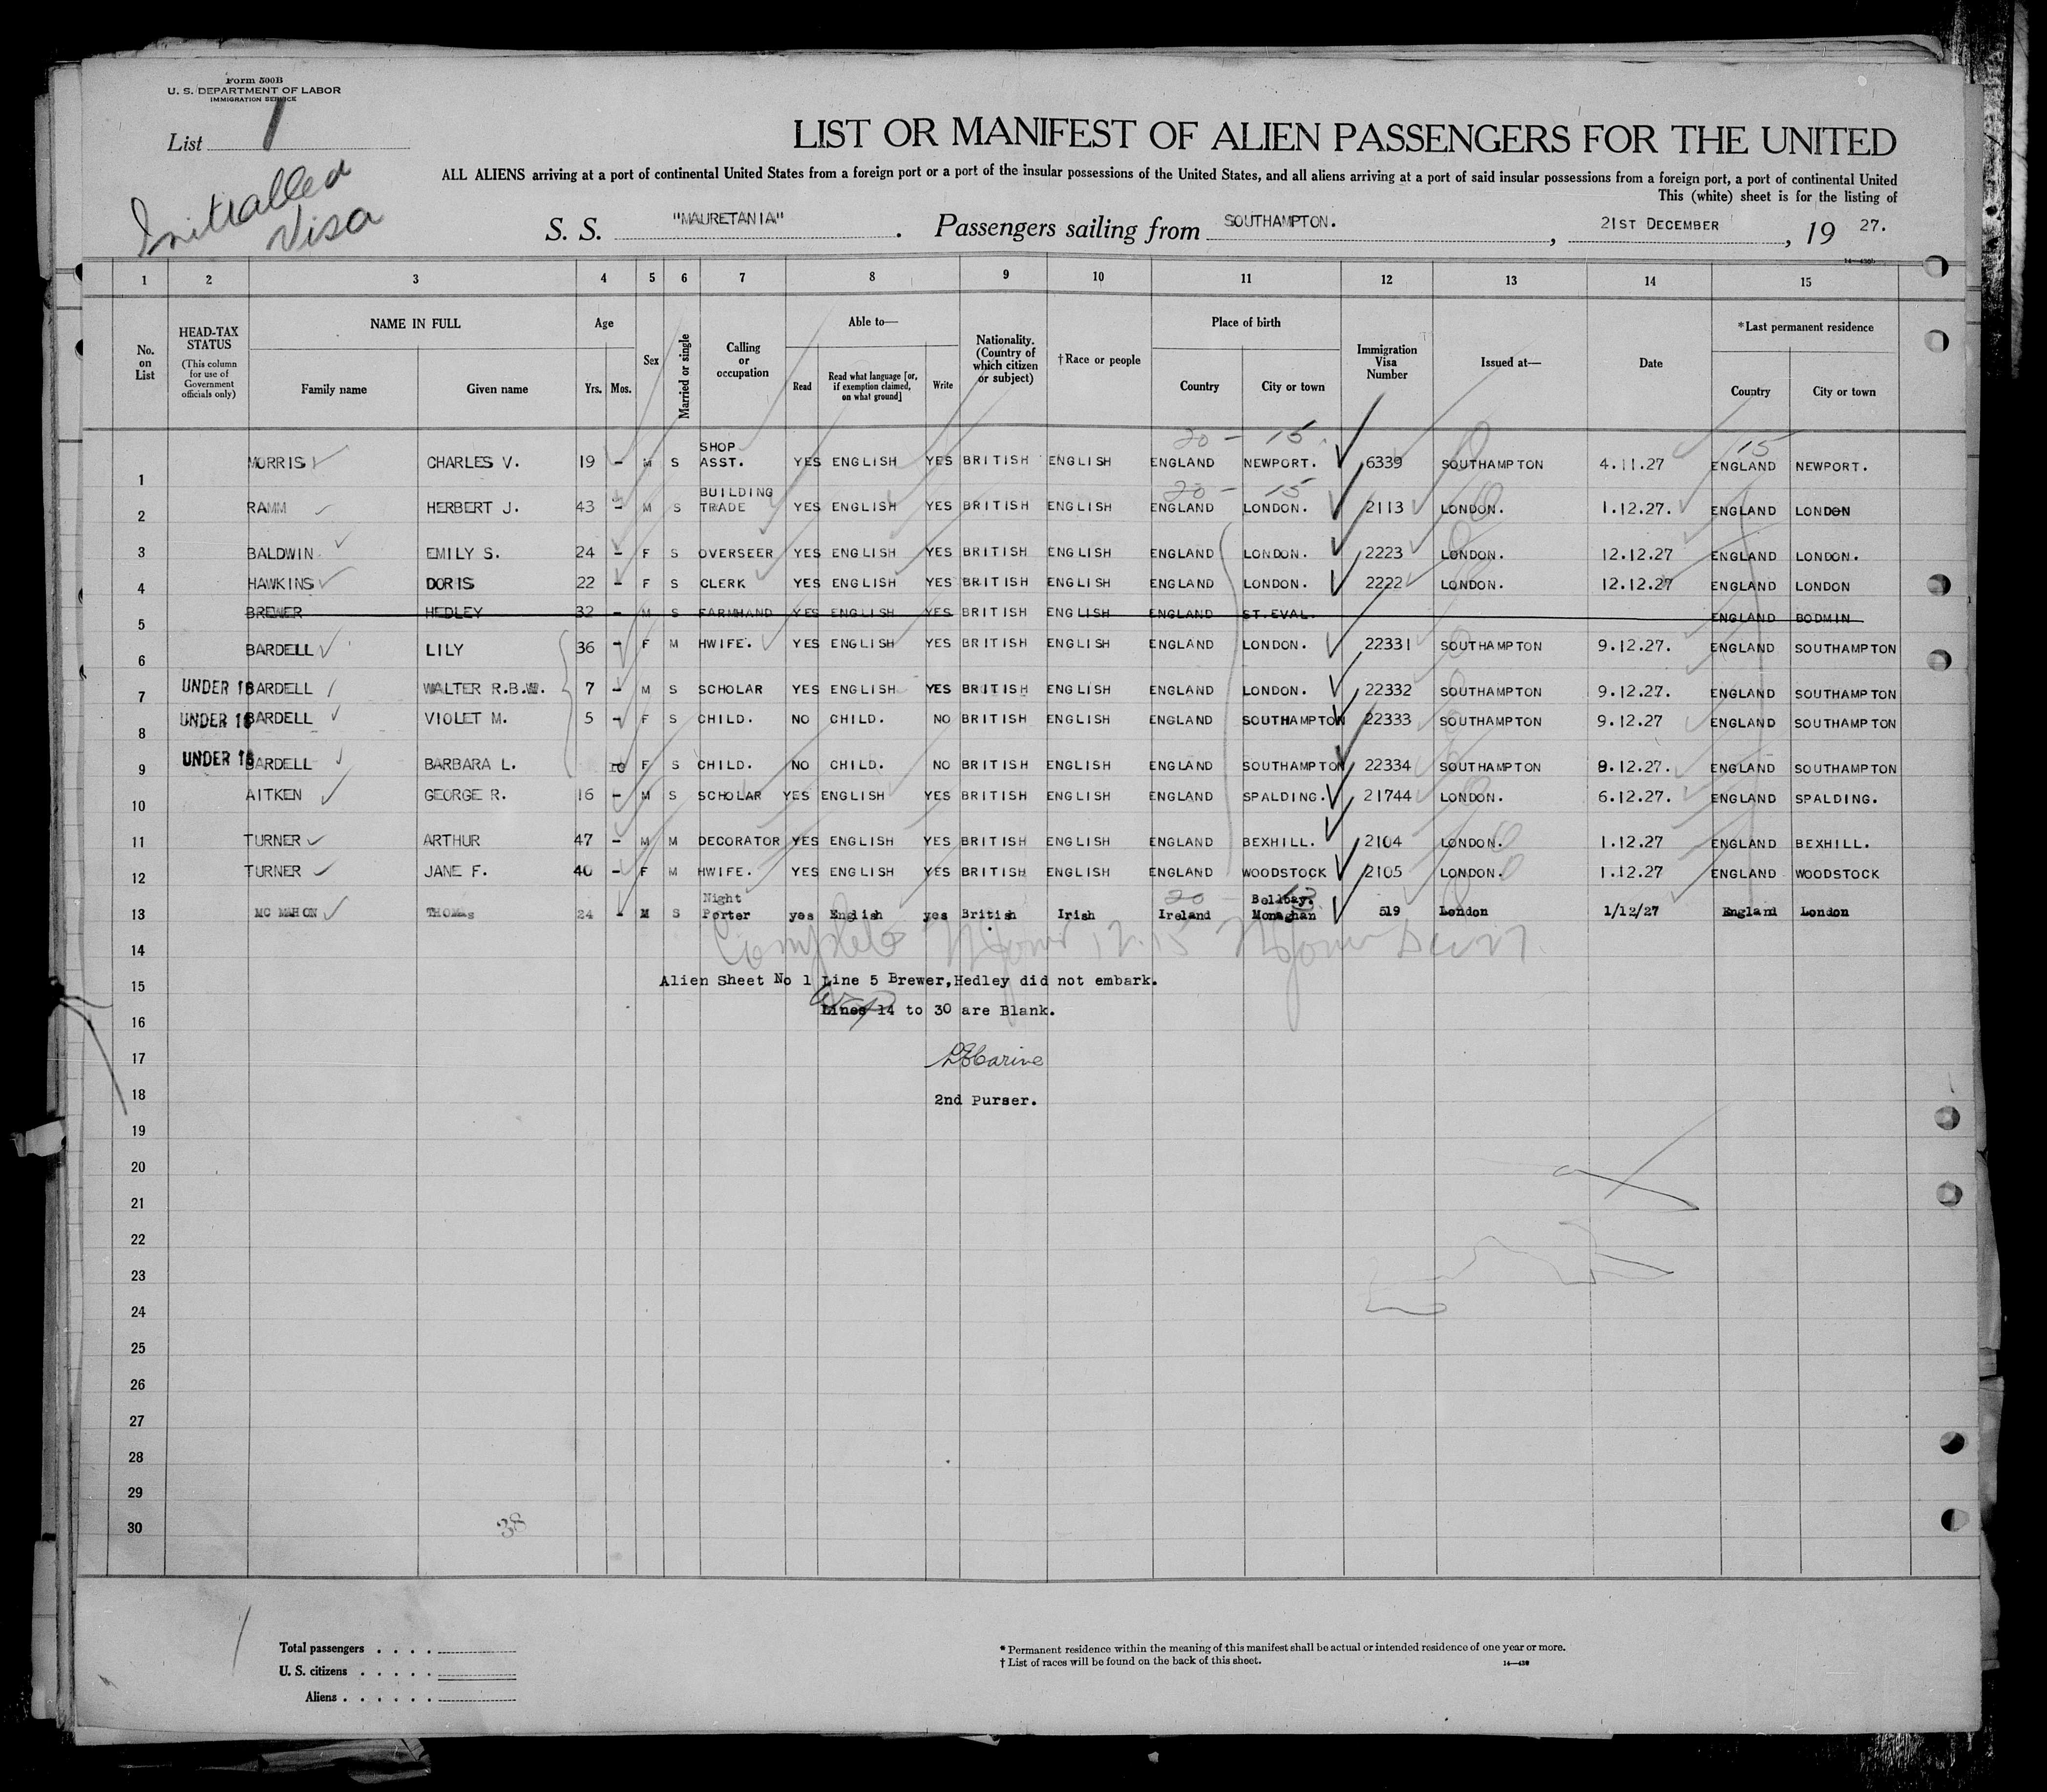 Form 500B
U. S. DEPARTMENT OF LABOR
IMMIGRATION SERVICE
List 1
Initialled
Visa
LIST OR MANIFEST OF ALIEN PASSENGERS FOR THE UNITED
ALL ALIENS arriving at a port of continental United States from a foreign port or a port of the insular possessions of the United States, and all aliens arriving at a port of said insular possessions from a foreign port, a port of continental United
This (white) sheet is for the listing of
S. S. "MAURETANIA". Passengers sailing from SOUTHAMPTON., 21ST DECEMBER, 19 27.
1 2 3 4 5 6 7 8 9 10 11 12 13 14 15
No. on List
HEAD-TAX STATUS
(This column for use of Government officials only)
NAME IN FULL
Family name Given name
Age
Yrs. Mos.
Sex
Married or single
Calling or occupation
Able to—
Read
Read what language [or, if exemption claimed, on what ground]
Write
Nationality. (Country of which citizen or subject)
†Race or people
Place of birth
Country City or town
Immigration Visa Number
Issued at—
Date
*Last permanent residence
Country City or town
20 - 15. 15
1 MORRIS CHARLES V. 19 - M S SHOP ASST. YES ENGLISH YES BRITISH ENGLISH ENGLAND NEWPORT. 6339 SOUTHAMPTON 4.11.27 ENGLAND NEWPORT.
20 - 15
2 RAMM HERBERT J. 43 - M S BUILDING TRADE YES ENGLISH YES BRITISH ENGLISH ENGLAND LONDON. 2113 LONDON. 1.12.27. ENGLAND LONDON
3 BALDWIN EMILY S. 24 - F S OVERSEER YES ENGLISH YES BRITISH ENGLISH ENGLAND LONDON. 2223 LONDON. 12.12.27 ENGLAND LONDON.
4 HAWKINS DORIS 22 - F S CLERK YES ENGLISH YES BRITISH ENGLISH ENGLAND LONDON. 2222 LONDON. 12.12.27 ENGLAND LONDON
5 BREWER HEDLEY 32 - M S FARMHAND YES ENGLISH YES BRITISH ENGLISH ENGLAND ST.EVAL. ENGLAND BODMIN
6 BARDELL LILY 36 - F M HWIFE. YES ENGLISH YES BRITISH ENGLISH ENGLAND LONDON. 22331 SOUTHAMPTON 9.12.27. ENGLAND SOUTHAMPTON
7 UNDER 16 BARDELL WALTER R.B.W. 7 - M S SCHOLAR YES ENGLISH YES BRITISH ENGLISH ENGLAND LONDON. 22332 SOUTHAMPTON 9.12.27. ENGLAND SOUTHAMPTON
8 UNDER 16 BARDELL VIOLET M. 5 - F S CHILD. NO CHILD. NO BRITISH ENGLISH ENGLAND SOUTHAMPTON 22333 SOUTHAMPTON 9.12.27 ENGLAND SOUTHAMPTON
9 UNDER 16 BARDELL BARBARA L. 10 F S CHILD. NO CHILD. NO BRITISH ENGLISH ENGLAND SOUTHAMPTON 22334 SOUTHAMPTON 9.12.27. ENGLAND SOUTHAMPTON
10 AITKEN GEORGE R. 16 - M S SCHOLAR YES ENGLISH YES BRITISH ENGLISH ENGLAND SPALDING. 21744 LONDON. 6.12.27. ENGLAND SPALDING.
11 TURNER ARTHUR 47 - M M DECORATOR YES ENGLISH YES BRITISH ENGLISH ENGLAND BEXHILL. 2104 LONDON. 1.12.27 ENGLAND BEXHILL.
12 TURNER JANE F. 40 - F M HWIFE. YES ENGLISH YES BRITISH ENGLISH ENGLAND WOODSTOCK 2105 LONDON. 1.12.27 ENGLAND WOODSTOCK
20 -
13 MC MAHON THOMAS 24 - M S Night Porter yes English yes British Irish Ireland Monaghan 519 London 1/12/27 England London
14 Complete
15 Alien Sheet No 1 Line 5 Brewer,Hedley did not embark.
16 Lines 14 to 30 are Blank.
17
18 2nd Purser.
19
20
21
22
23
24
25
26
27
28
29
30
38
Total passengers . . . .
U. S. citizens . . . . .
Aliens . . . . . .
* Permanent residence within the meaning of this manifest shall be actual or intended residence of one year or more.
† List of races will be found on the back of this sheet.